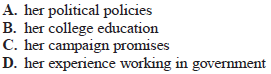 A. her political policies
B. her college education
C. her campaign promises
D. her experience working in government